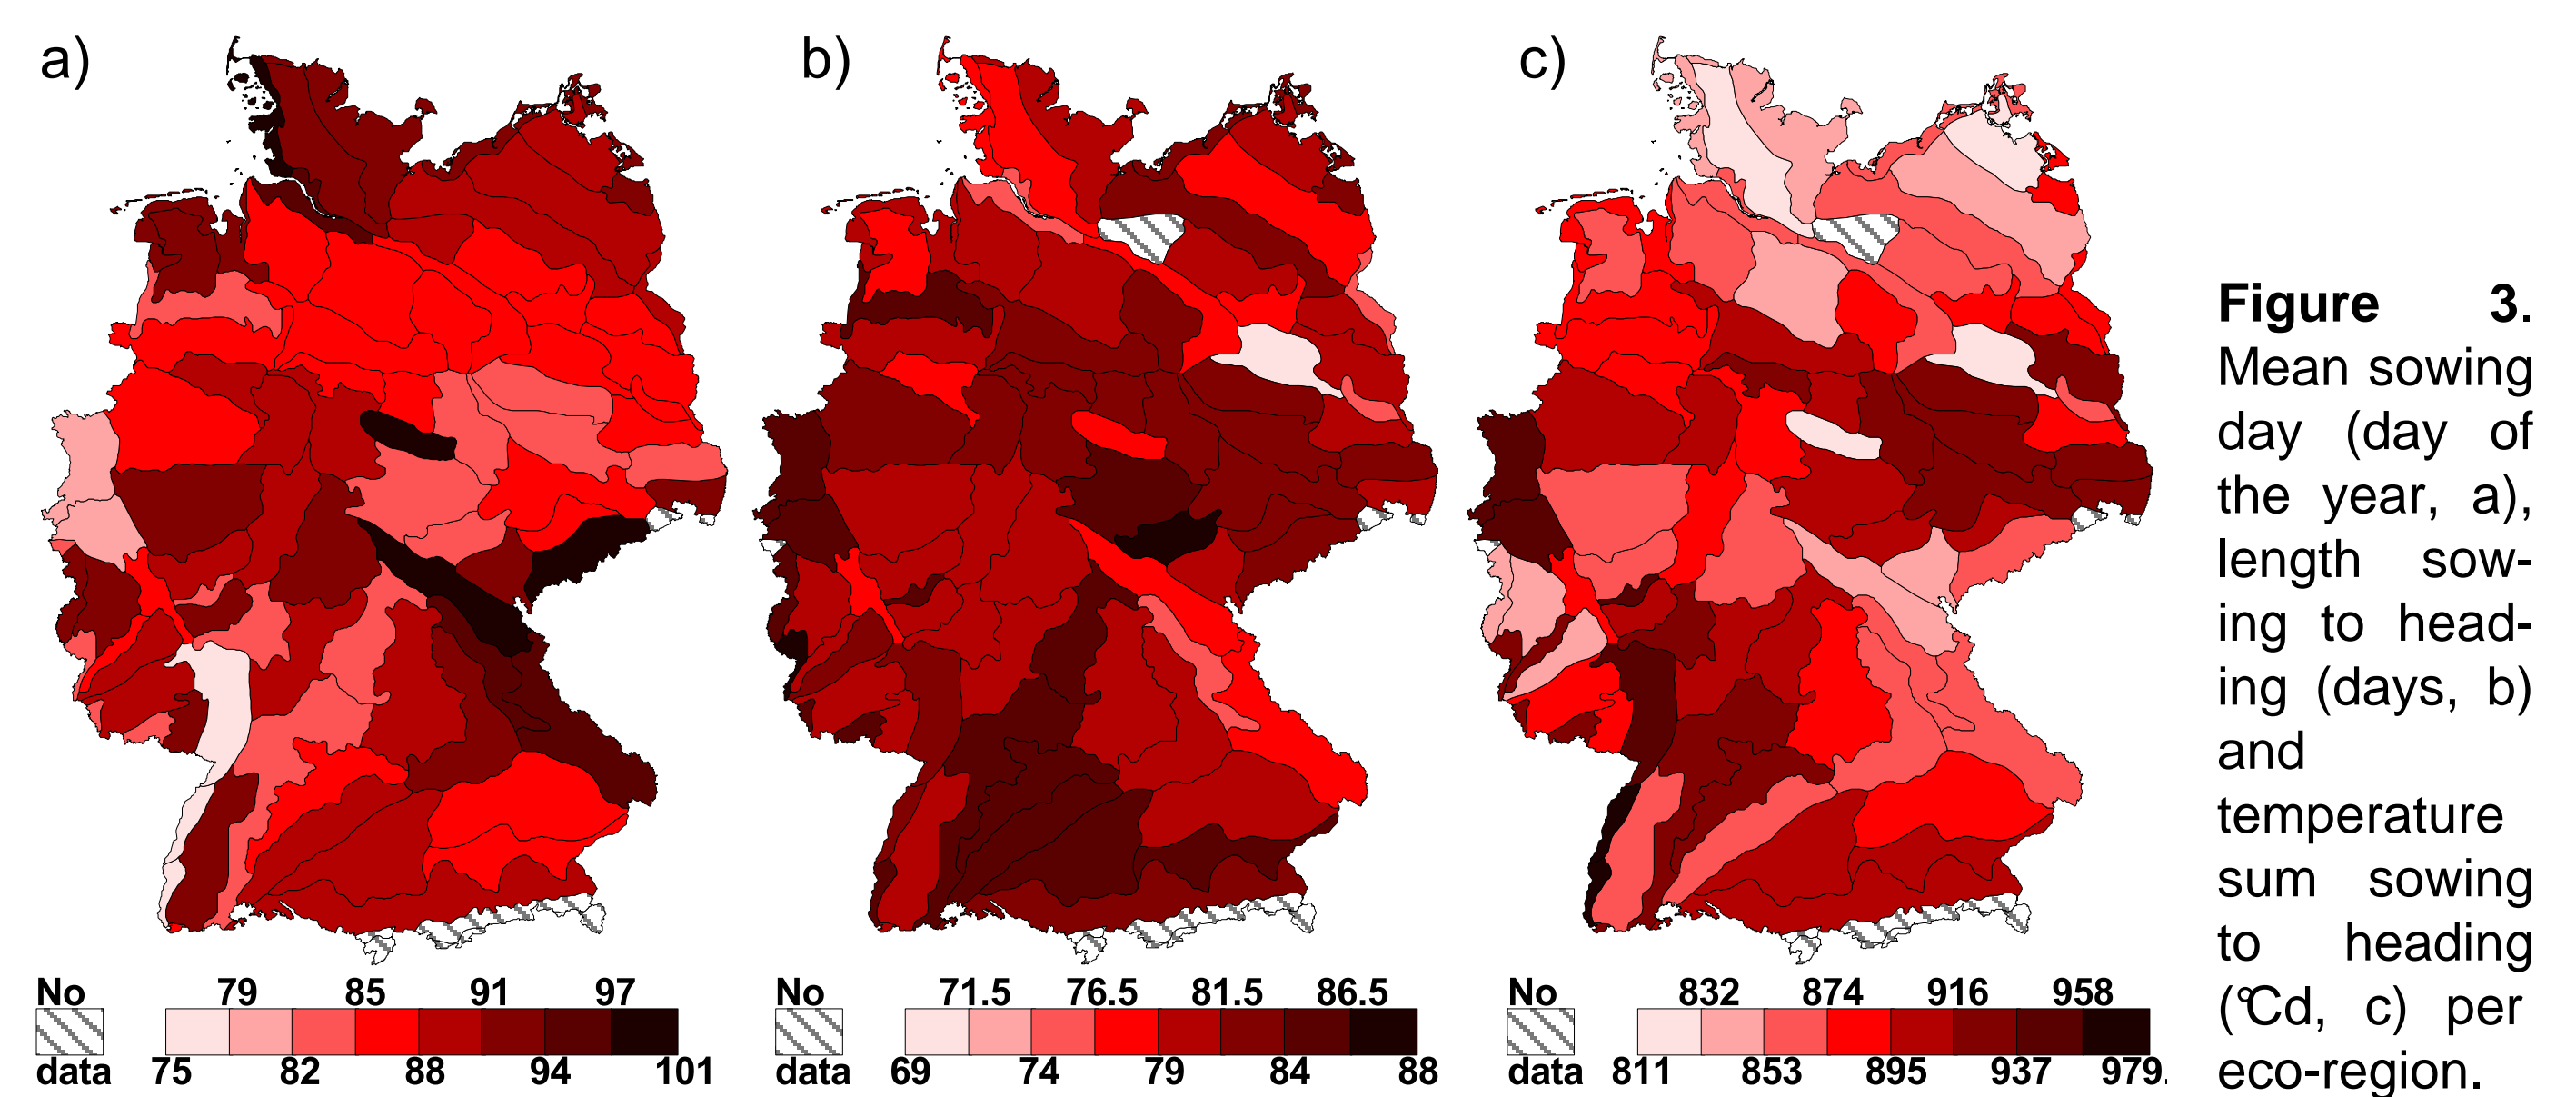 a)
b)
c)
Figure 3.
Mean sowing
day (day of
the year, a),
length sow-
ing to head-
ing (days, b)
and
temperature
sum sowing
to heading
(°Cd, c) per
eco-region.
No 79 85 91 97
data 75 82 88 94 101
No 71.5 76.5 81.5 86.5
data 69 74 79 84 88
No 832 874 916 958
data 811 853 895 937 979.